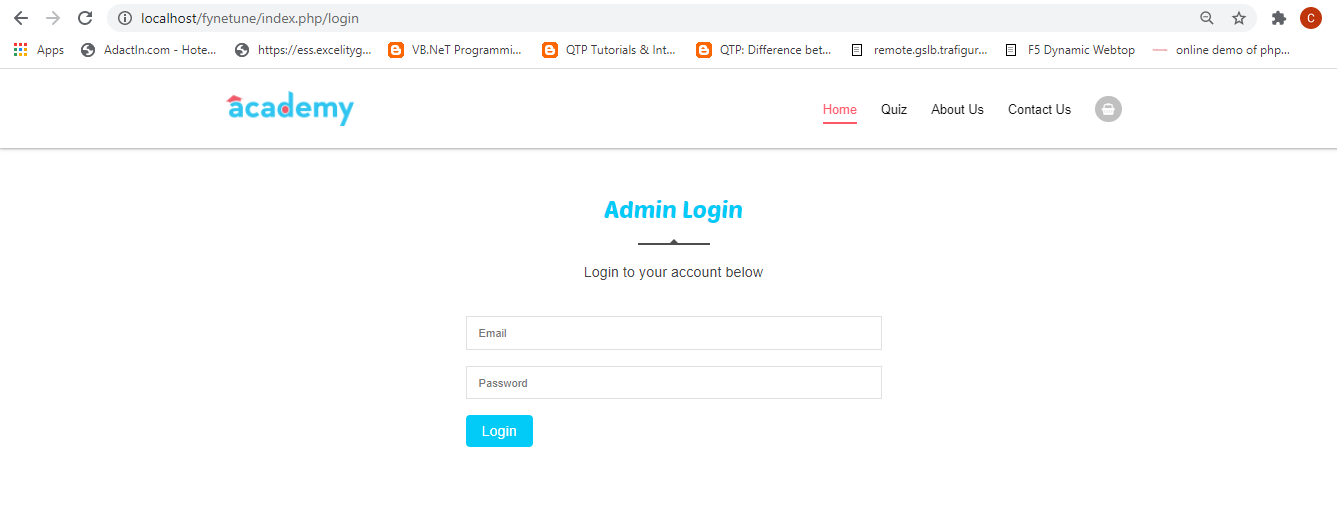 localhost/fynetune/index.php/login
C
Apps AdactIn.com - Hote... https://ess.excelityg... VB.NeT Programmi... QTP Tutorials & Int... QTP: Difference bet... remote.gslb.trafigur... F5 Dynamic Webtop online demo of php...
academy
Home Quiz About Us Contact Us
Admin Login
Login to your account below
Email
Password
Login